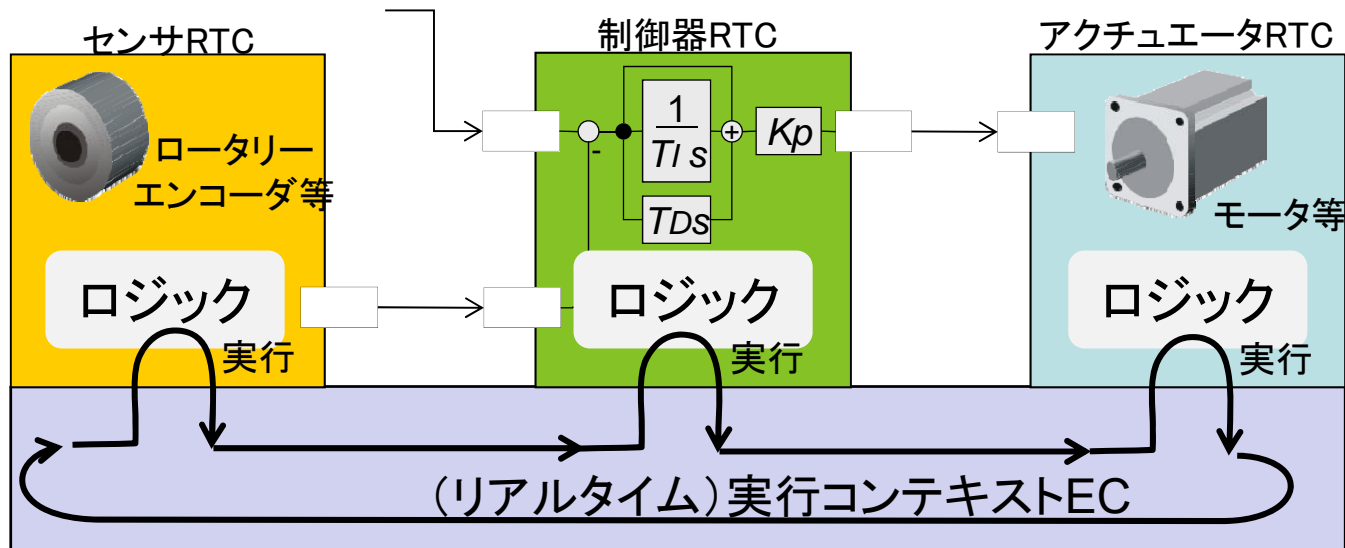 センサRTC
制御器RTC
アクチュエータRTC
ロータリー
エンコーダ等
1
TI s
+
Kp
-
TDs
モータ等
ロジック
ロジック
ロジック
実行
実行
実行
（リアルタイム）実行コンテキストEC